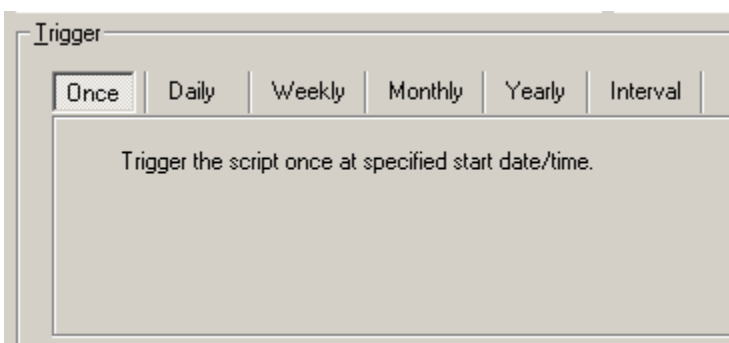 Trigger
Once Daily Weekly Monthly Yearly Interval
Trigger the script once at specified start date/time.